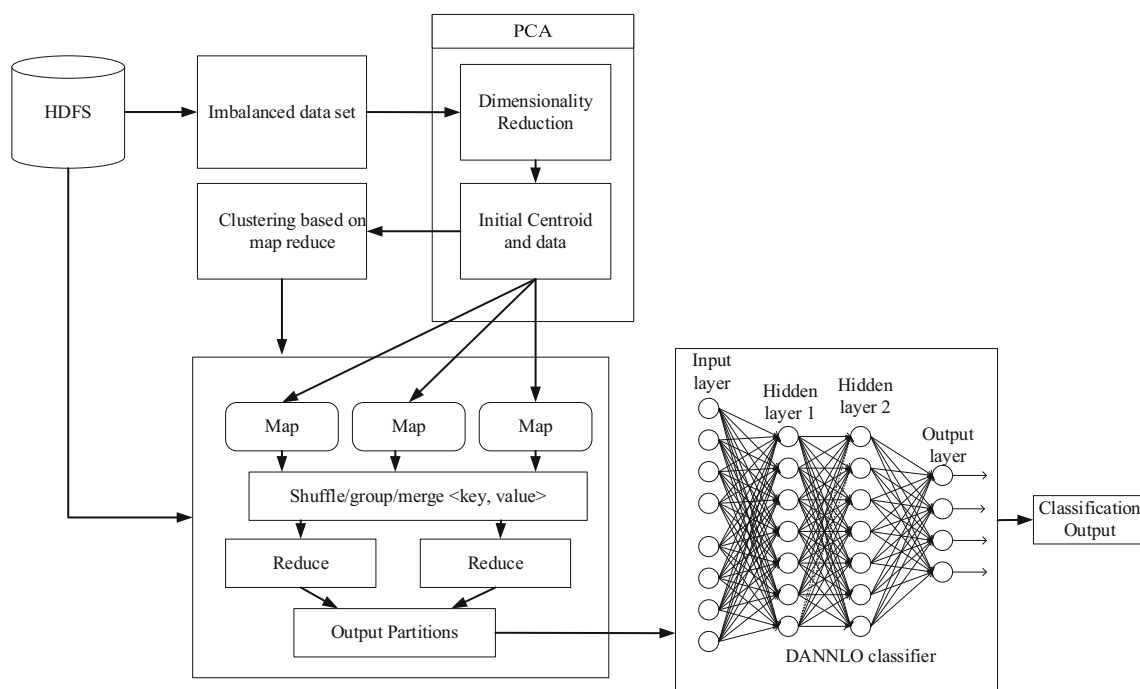 PCA
HDFS
Imbalanced data set
Dimensionality
Reduction
Clustering based on
map reduce
Initial Centroid
and data
Map
Map
Map
Shuffle/group/merge <key, value>
Reduce
Reduce
Output Partitions
Input
layer
Hidden
layer 1
Hidden
layer 2
Output
layer
DANNLO classifier
Classification
Output